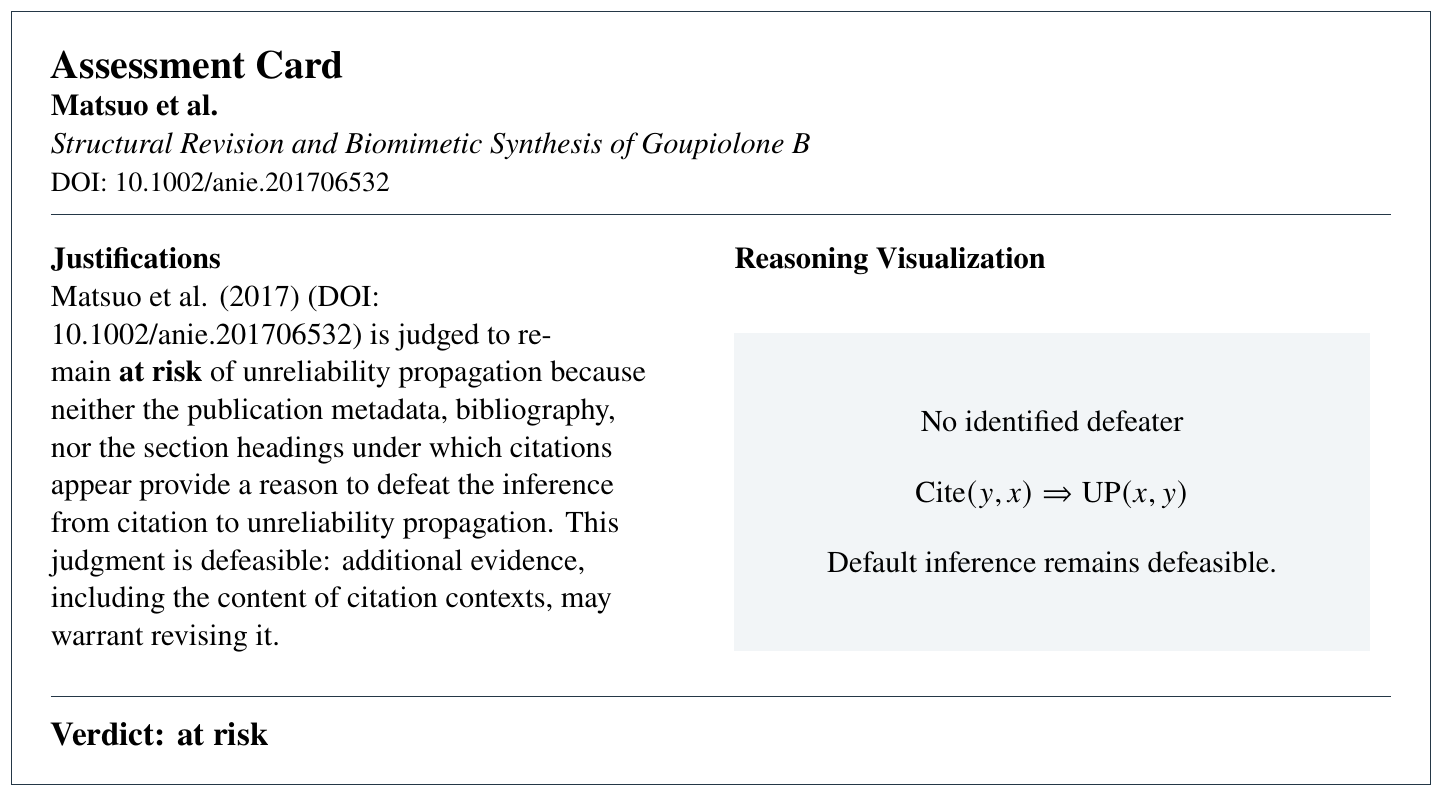 Assessment Card
Matsuo et al.
Structural Revision and Biomimetic Synthesis of Goupiolone B
DOI: 10.1002/anie.201706532
Justifications
Matsuo et al. (2017) (DOI:
10.1002/anie.201706532) is judged to re-
main at risk of unreliability propagation because
neither the publication metadata, bibliography,
nor the section headings under which citations
appear provide a reason to defeat the inference
from citation to unreliability propagation. This
judgment is defeasible: additional evidence,
including the content of citation contexts, may
warrant revising it.
Reasoning Visualization
No identified defeater
Cite(y, x) ⇒ UP(x, y)
Default inference remains defeasible.
Verdict: at risk